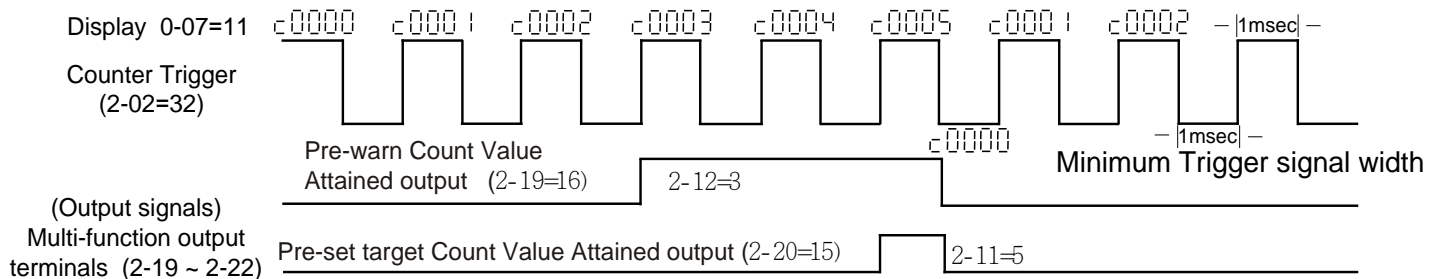 Display 0-07=11 c0000 c0001 c0002 c0003 c0004 c0005 c0001 c0002 1msec
Counter Trigger
(2-02=32)
c0000 1msec
Pre-warn Count Value
Attained output (2-19=16) 2-12=3
Minimum Trigger signal width
(Output signals)
Multi-function output
terminals (2-19 ~ 2-22)
Pre-set target Count Value Attained output (2-20=15) 2-11=5